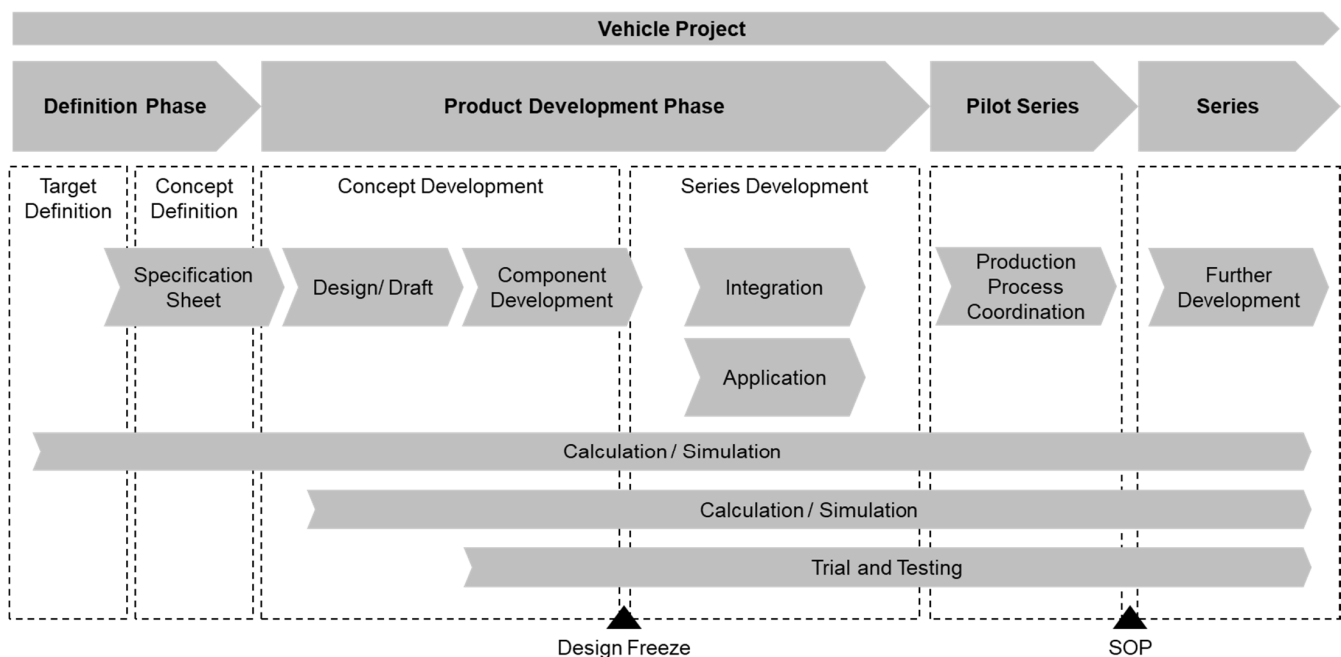 Vehicle Project
Definition Phase
Product Development Phase
Pilot Series
Series
Target
Definition
Concept
Definition
Concept Development
Series Development
Specification
Sheet
Design/ Draft
Component
Development
Integration
Production
Process
Coordination
Further
Development
Application
Calculation / Simulation
Calculation / Simulation
Trial and Testing
Design Freeze
SOP